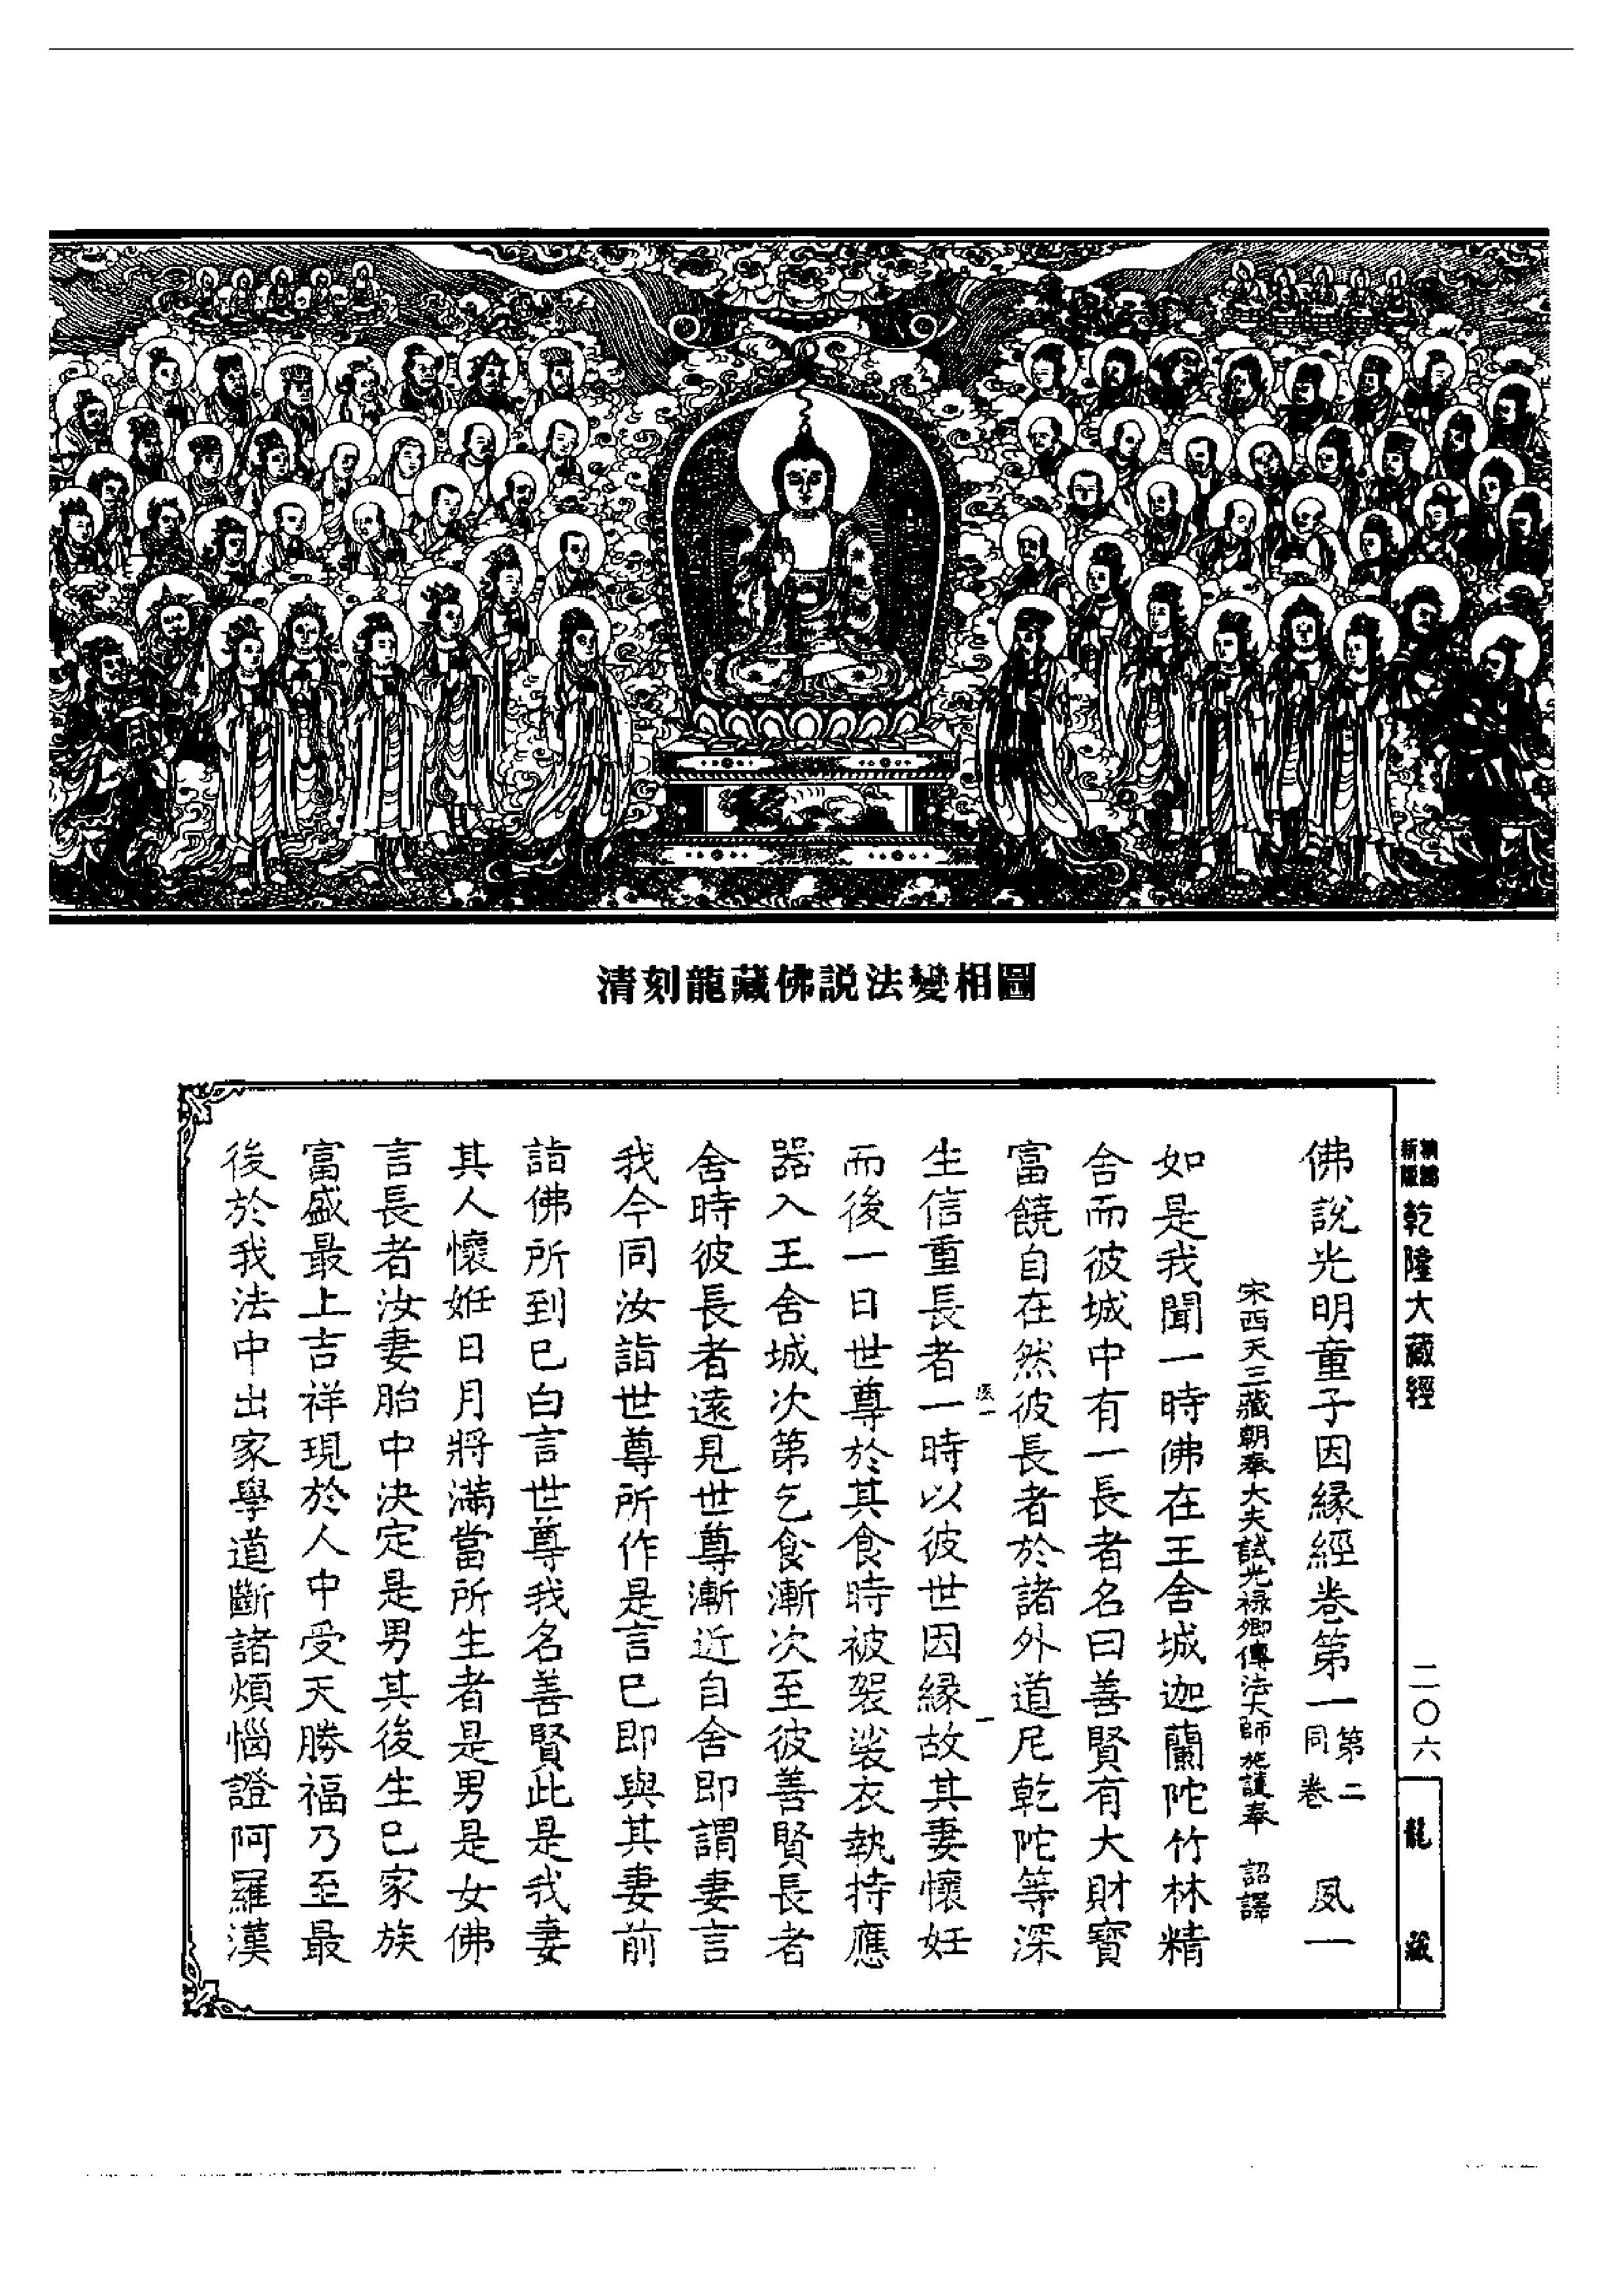 清刻龍藏佛説法變相圖
新版
乾隆大藏經
二〇六
龍藏
佛說光明童子因緣經卷第一 第二同卷 夙一
宋西天三藏朝奉大夫試光祿卿傳法大師施護奉 詔譯
如是我聞一時佛在王舍城迦蘭陀竹林精
舍而彼城中有一長者名曰善賢有大財寶
富饒自在然彼長者於諸外道尼乾陀等深
生信重長者一時以彼世因緣故其妻懷妊
而後一日世尊於其食時被袈裟衣執持應
器入王舍城次第乞食漸次至彼善賢長者
舍時彼長者遠見世尊漸近自舍即謂妻言
我今同汝詣世尊所作是言已即與其妻前
詣佛所到已白言世尊我名善賢此是我妻
其人懷姙日月將滿當所生者是男是女佛
言長者汝妻胎中決定是男其後生已家族
富盛最上吉祥現於人中受天勝福乃至最
後於我法中出家學道斷諸煩惱證阿羅漢